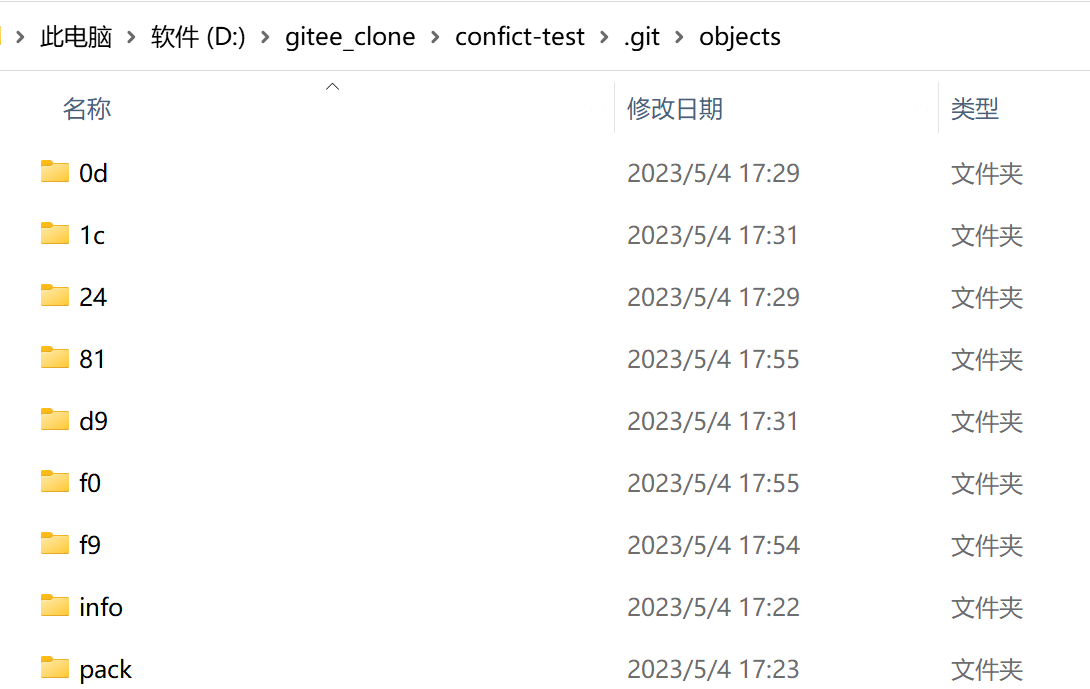 此电脑 > 软件 (D:) > gitee_clone > confict-test > .git > objects
名称 修改日期 类型
0d 2023/5/4 17:29 文件夹
1c 2023/5/4 17:31 文件夹
24 2023/5/4 17:29 文件夹
81 2023/5/4 17:55 文件夹
d9 2023/5/4 17:31 文件夹
f0 2023/5/4 17:55 文件夹
f9 2023/5/4 17:54 文件夹
info 2023/5/4 17:22 文件夹
pack 2023/5/4 17:23 文件夹